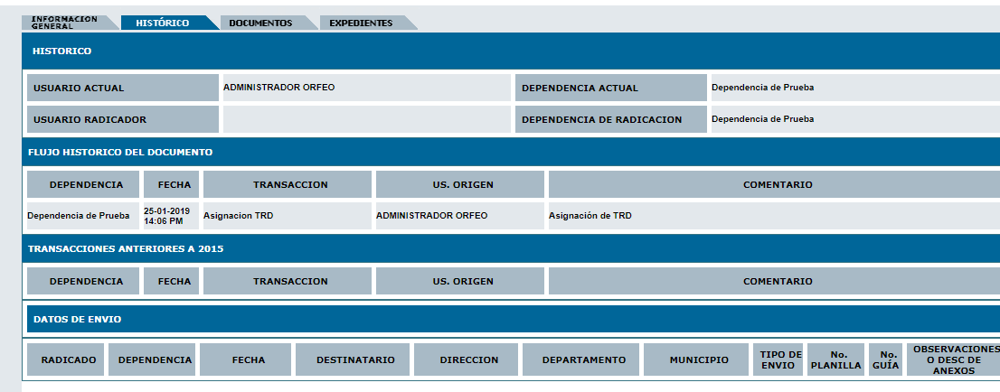 INFORMACION
GENERAL
HISTÓRICO
DOCUMENTOS
EXPEDIENTES
HISTORICO
USUARIO ACTUAL ADMINISTRADOR ORFEO DEPENDENCIA ACTUAL Dependencia de Prueba
USUARIO RADICADOR DEPENDENCIA DE RADICACION Dependencia de Prueba
FLUJO HISTORICO DEL DOCUMENTO
DEPENDENCIA FECHA TRANSACCION US. ORIGEN COMENTARIO
Dependencia de Prueba
25-01-2019
14:06 PM
Asignacion TRD
ADMINISTRADOR ORFEO
Asignación de TRD
TRANSACCIONES ANTERIORES A 2015
DEPENDENCIA FECHA TRANSACCION US. ORIGEN COMENTARIO
DATOS DE ENVIO
RADICADO
DEPENDENCIA
FECHA
DESTINATARIO
DIRECCION
DEPARTAMENTO
MUNICIPIO
TIPO DE
ENVIO
No.
PLANILLA
No.
GUÍA
OBSERVACIONES
O DESC DE
ANEXOS